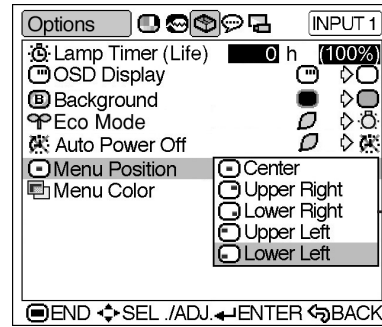 Options INPUT 1
Lamp Timer (Life) 0 h (100%)
OSD Display
B Background
Eco Mode
Auto Power Off
Menu Position
Menu Color
Center
Upper Right
Lower Right
Upper Left
Lower Left
END SEL ./ADJ. ENTER BACK